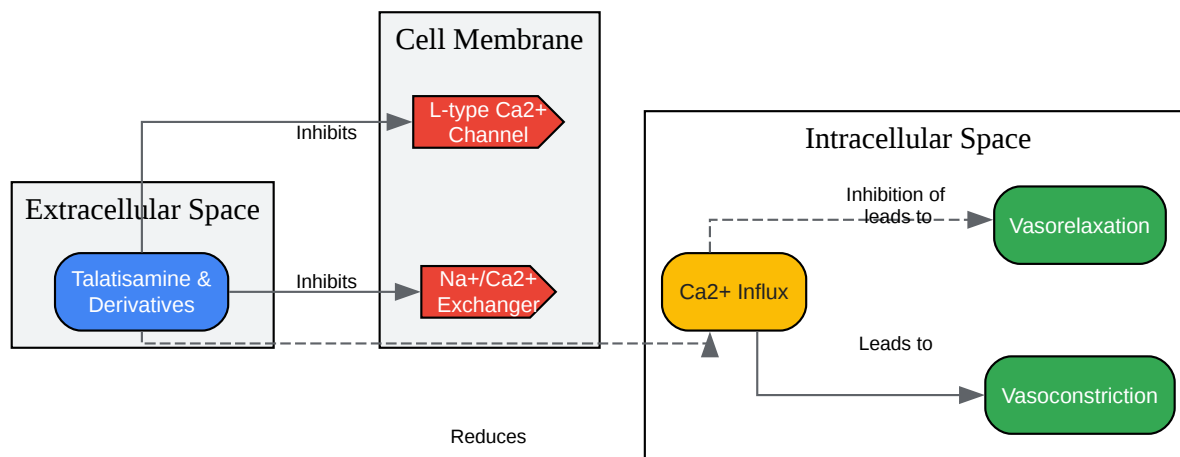 Cell Membrane
L-type Ca2+
Channel
Inhibits
Intracellular Space
Extracellular Space
Inhibition of
leads to
Vasorelaxation
Talatisamine &
Derivatives
Inhibits
Na+/Ca2+
Exchanger
Ca2+ Influx
Leads to
Vasoconstriction
Reduces